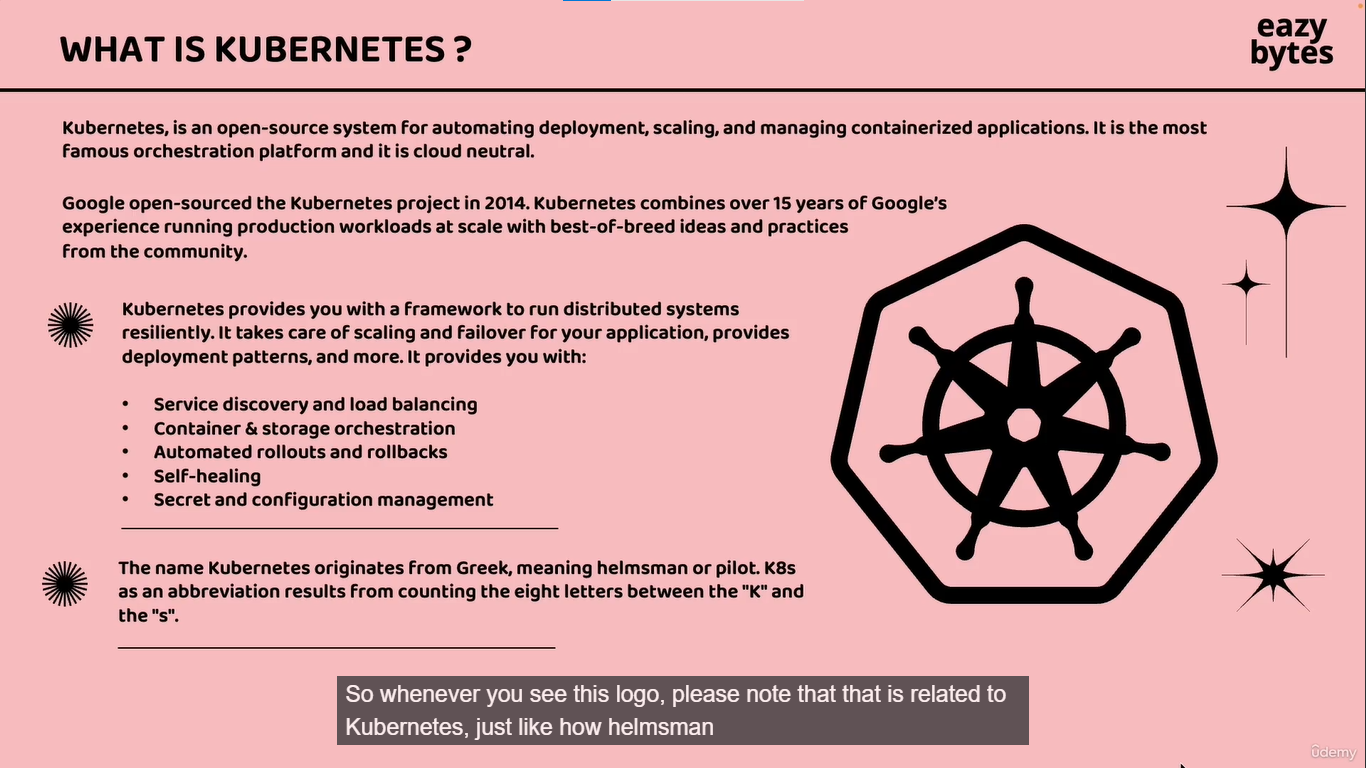 WHAT IS KUBERNETES ?
eazy
bytes
Kubernetes, is an open-source system for automating deployment, scaling, and managing containerized applications. It is the most
famous orchestration platform and it is cloud neutral.
Google open-sourced the Kubernetes project in 2014. Kubernetes combines over 15 years of Google’s
experience running production workloads at scale with best-of-breed ideas and practices
from the community.
Kubernetes provides you with a framework to run distributed systems
resiliently. It takes care of scaling and failover for your application, provides
deployment patterns, and more. It provides you with:
• Service discovery and load balancing
• Container & storage orchestration
• Automated rollouts and rollbacks
• Self-healing
• Secret and configuration management
The name Kubernetes originates from Greek, meaning helmsman or pilot. K8s
as an abbreviation results from counting the eight letters between the "K" and
the "s".
So whenever you see this logo, please note that that is related to
Kubernetes, just like how helmsman
ûdemy